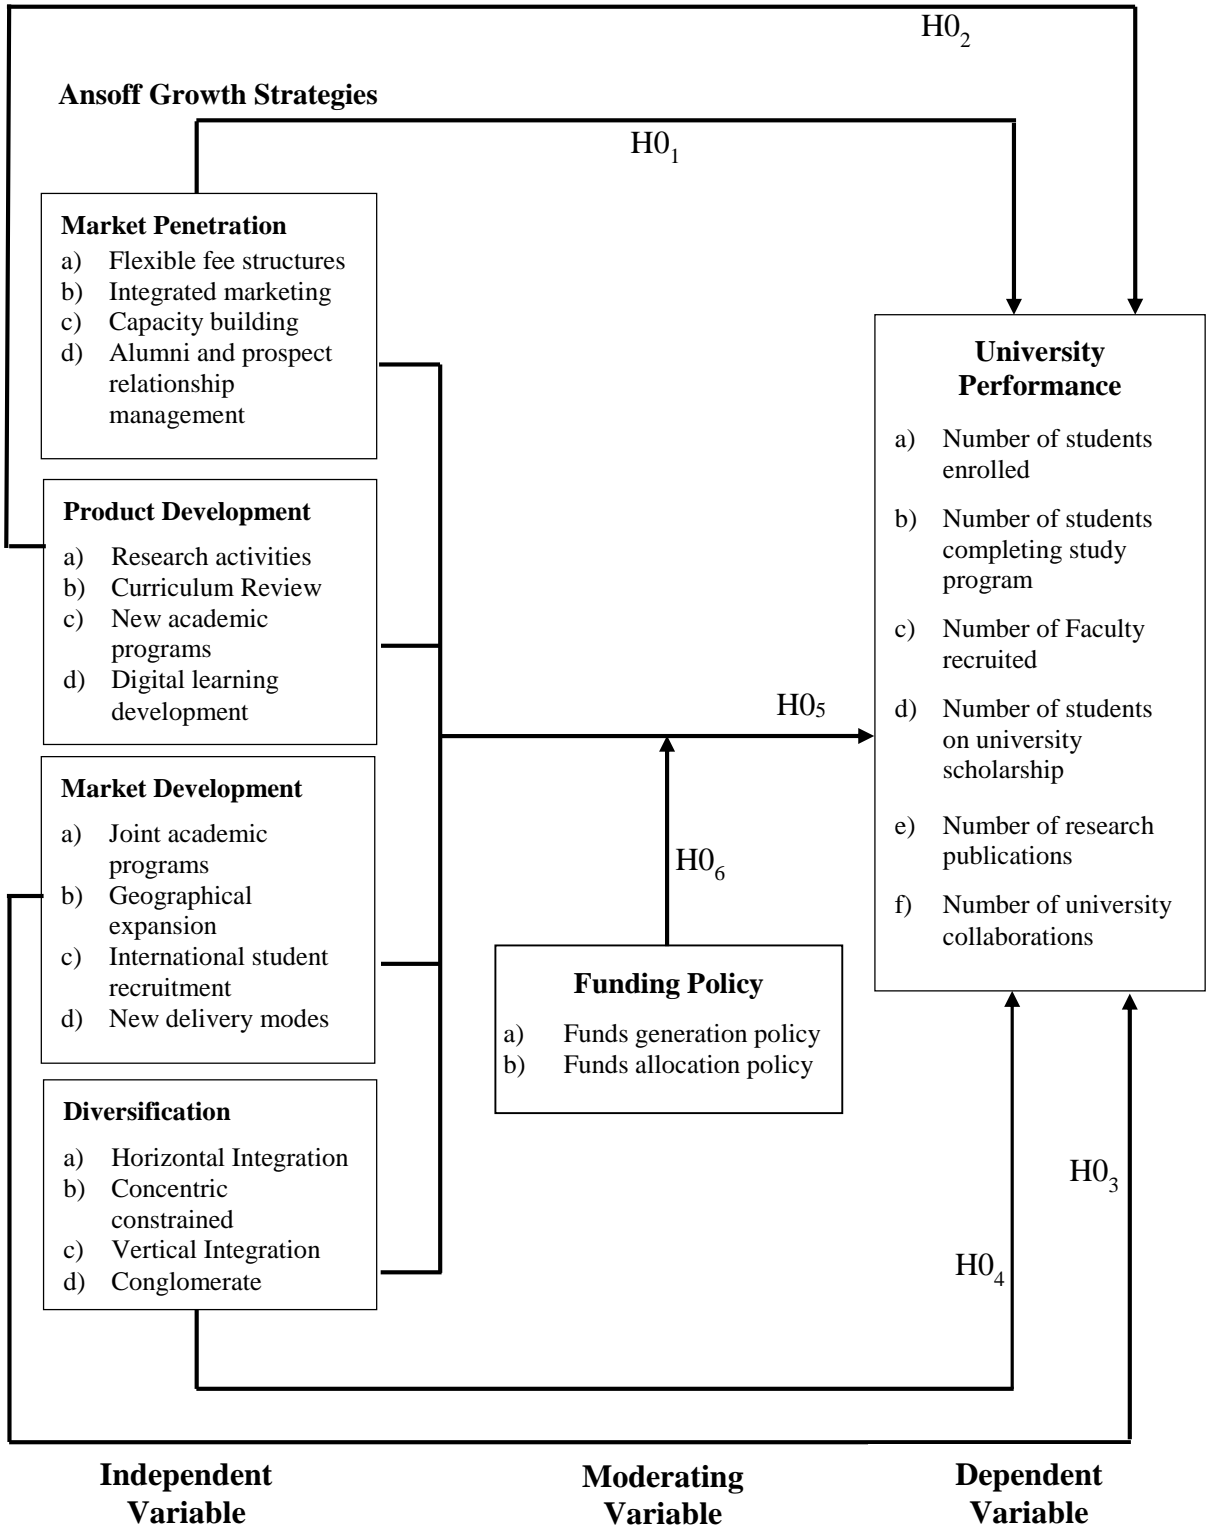 H0₂
Ansoff Growth Strategies
H0₁
Market Penetration
a) Flexible fee structures
b) Integrated marketing
c) Capacity building
d) Alumni and prospect
relationship
management
Product Development
a) Research activities
b) Curriculum Review
c) New academic
programs
d) Digital learning
development
Market Development
a) Joint academic
programs
b) Geographical
expansion
c) International student
recruitment
d) New delivery modes
Diversification
a) Horizontal Integration
b) Concentric
constrained
c) Vertical Integration
d) Conglomerate
H0₅
H0₆
Funding Policy
a) Funds generation policy
b) Funds allocation policy
University
Performance
a) Number of students
enrolled
b) Number of students
completing study
program
c) Number of Faculty
recruited
d) Number of students
on university
scholarship
e) Number of research
publications
f) Number of university
collaborations
H0₃
H0₄
Independent
Variable
Moderating
Variable
Dependent
Variable